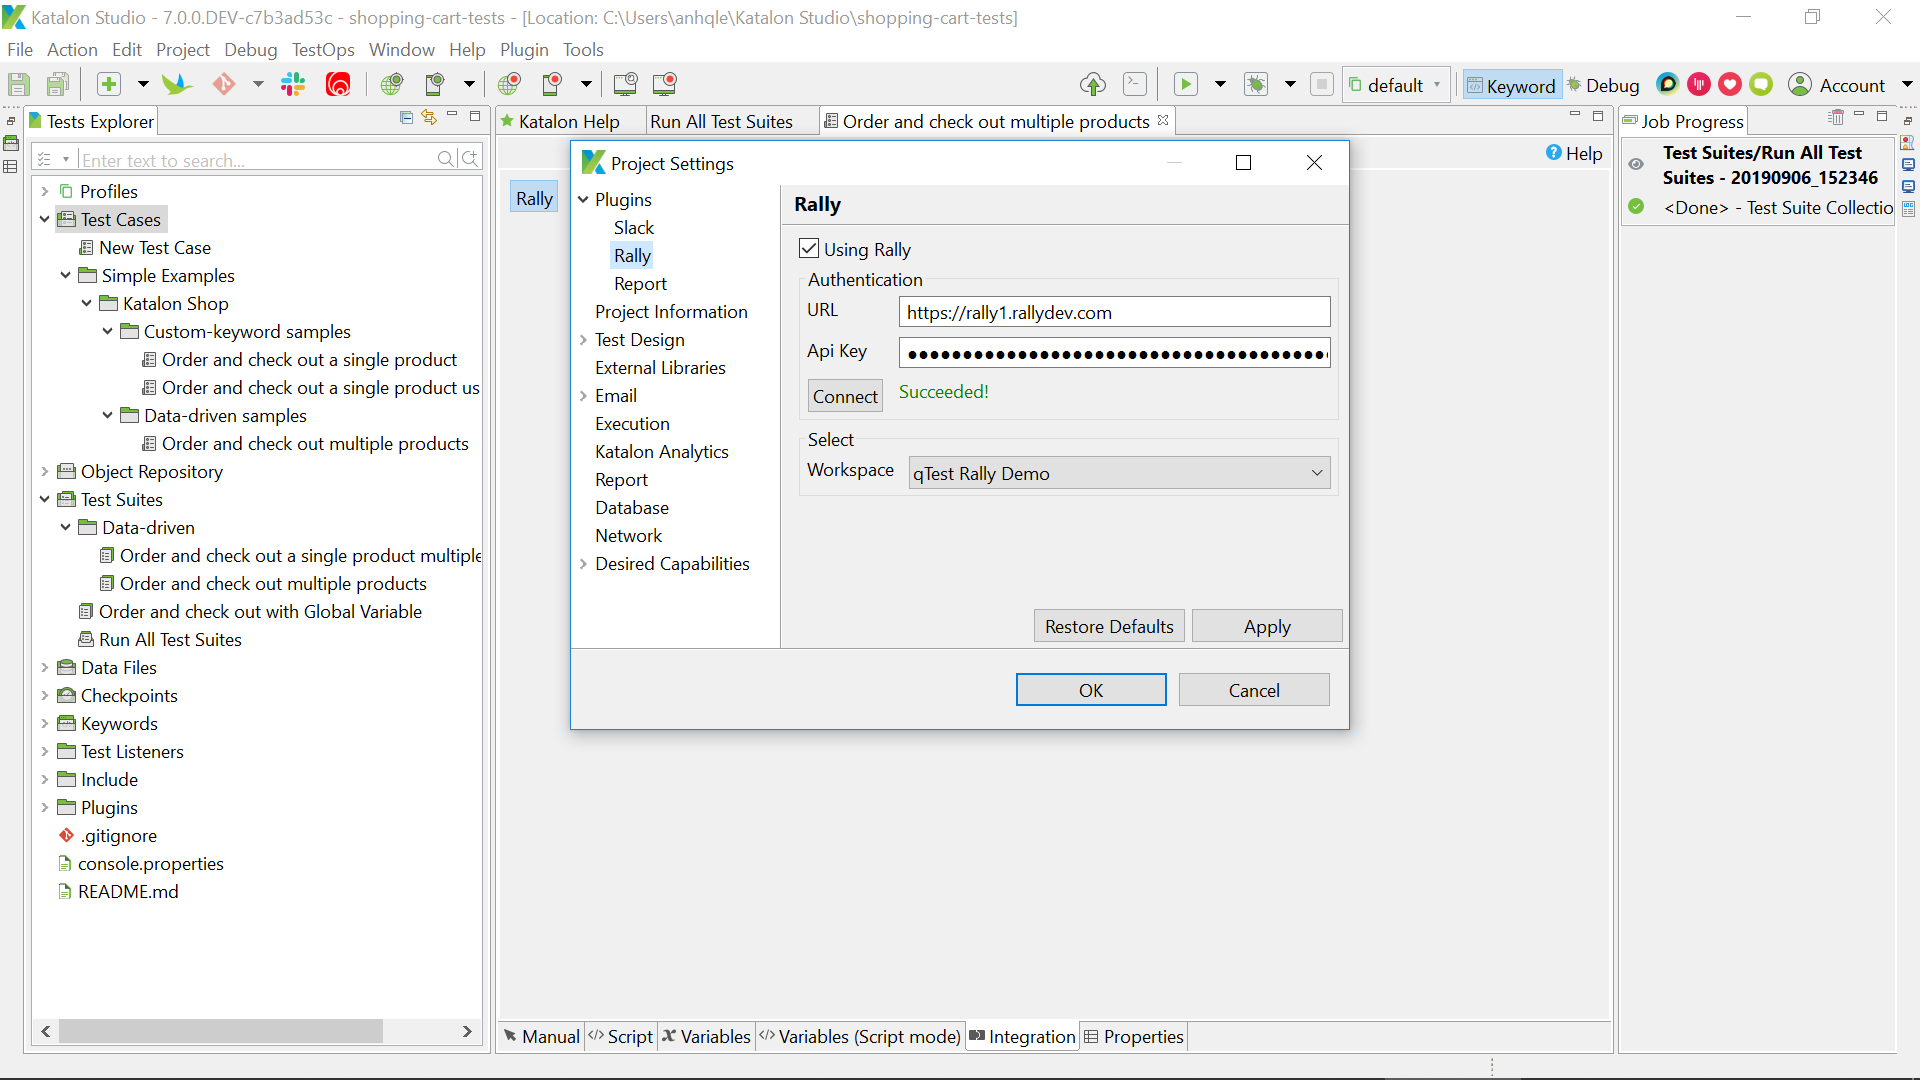 Katalon Studio - 7.0.0.DEV-c7b3ad53c - shopping-cart-tests - [Location: C:\Users\anhqle\Katalon Studio\shopping-cart-tests]
File Action Edit Project Debug TestOps Window Help Plugin Tools
default Keyword Debug Account
Tests Explorer
Enter text to search...
Profiles
Test Cases
New Test Case
Simple Examples
Katalon Shop
Custom-keyword samples
Order and check out a single product
Order and check out a single product us
Data-driven samples
Order and check out multiple products
Object Repository
Test Suites
Data-driven
Order and check out a single product multiple
Order and check out multiple products
Order and check out with Global Variable
Run All Test Suites
Data Files
Checkpoints
Keywords
Test Listeners
Include
Plugins
.gitignore
console.properties
README.md
Katalon Help Run All Test Suites Order and check out multiple products
Help
Rally
Project Settings
Plugins
Slack
Rally
Report
Project Information
Test Design
External Libraries
Email
Execution
Katalon Analytics
Report
Database
Network
Desired Capabilities
Rally
Using Rally
Authentication
URL https://rally1.rallydev.com
Api Key ●●●●●●●●●●●●●●●●●●●●●●●●●●●●●●●●●●●●●●●
Connect Succeeded!
Select
Workspace qTest Rally Demo
Restore Defaults Apply
OK Cancel
Manual Script Variables Variables (Script mode) Integration Properties
Job Progress
Test Suites/Run All Test
Suites - 20190906_152346
<Done> - Test Suite Collectio